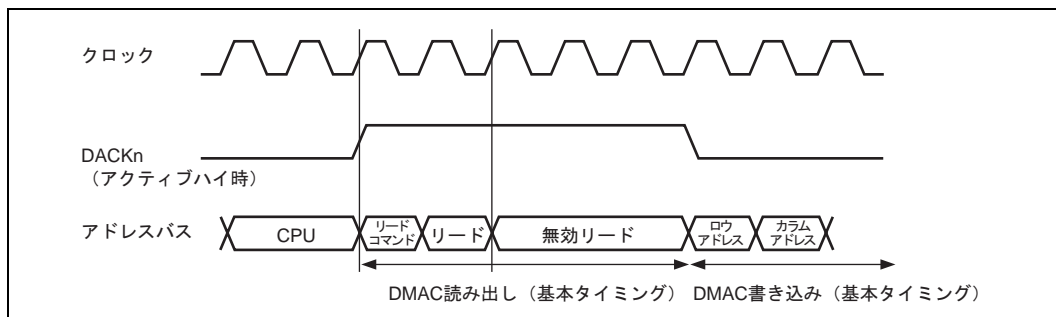 クロック
DACKn
（アクティブハイ時）
アドレスバス
CPU
リード
コマンド
リード
無効リード
ロウ
アドレス
カラム
アドレス
DMAC読み出し（基本タイミング） DMAC書き込み（基本タイミング）